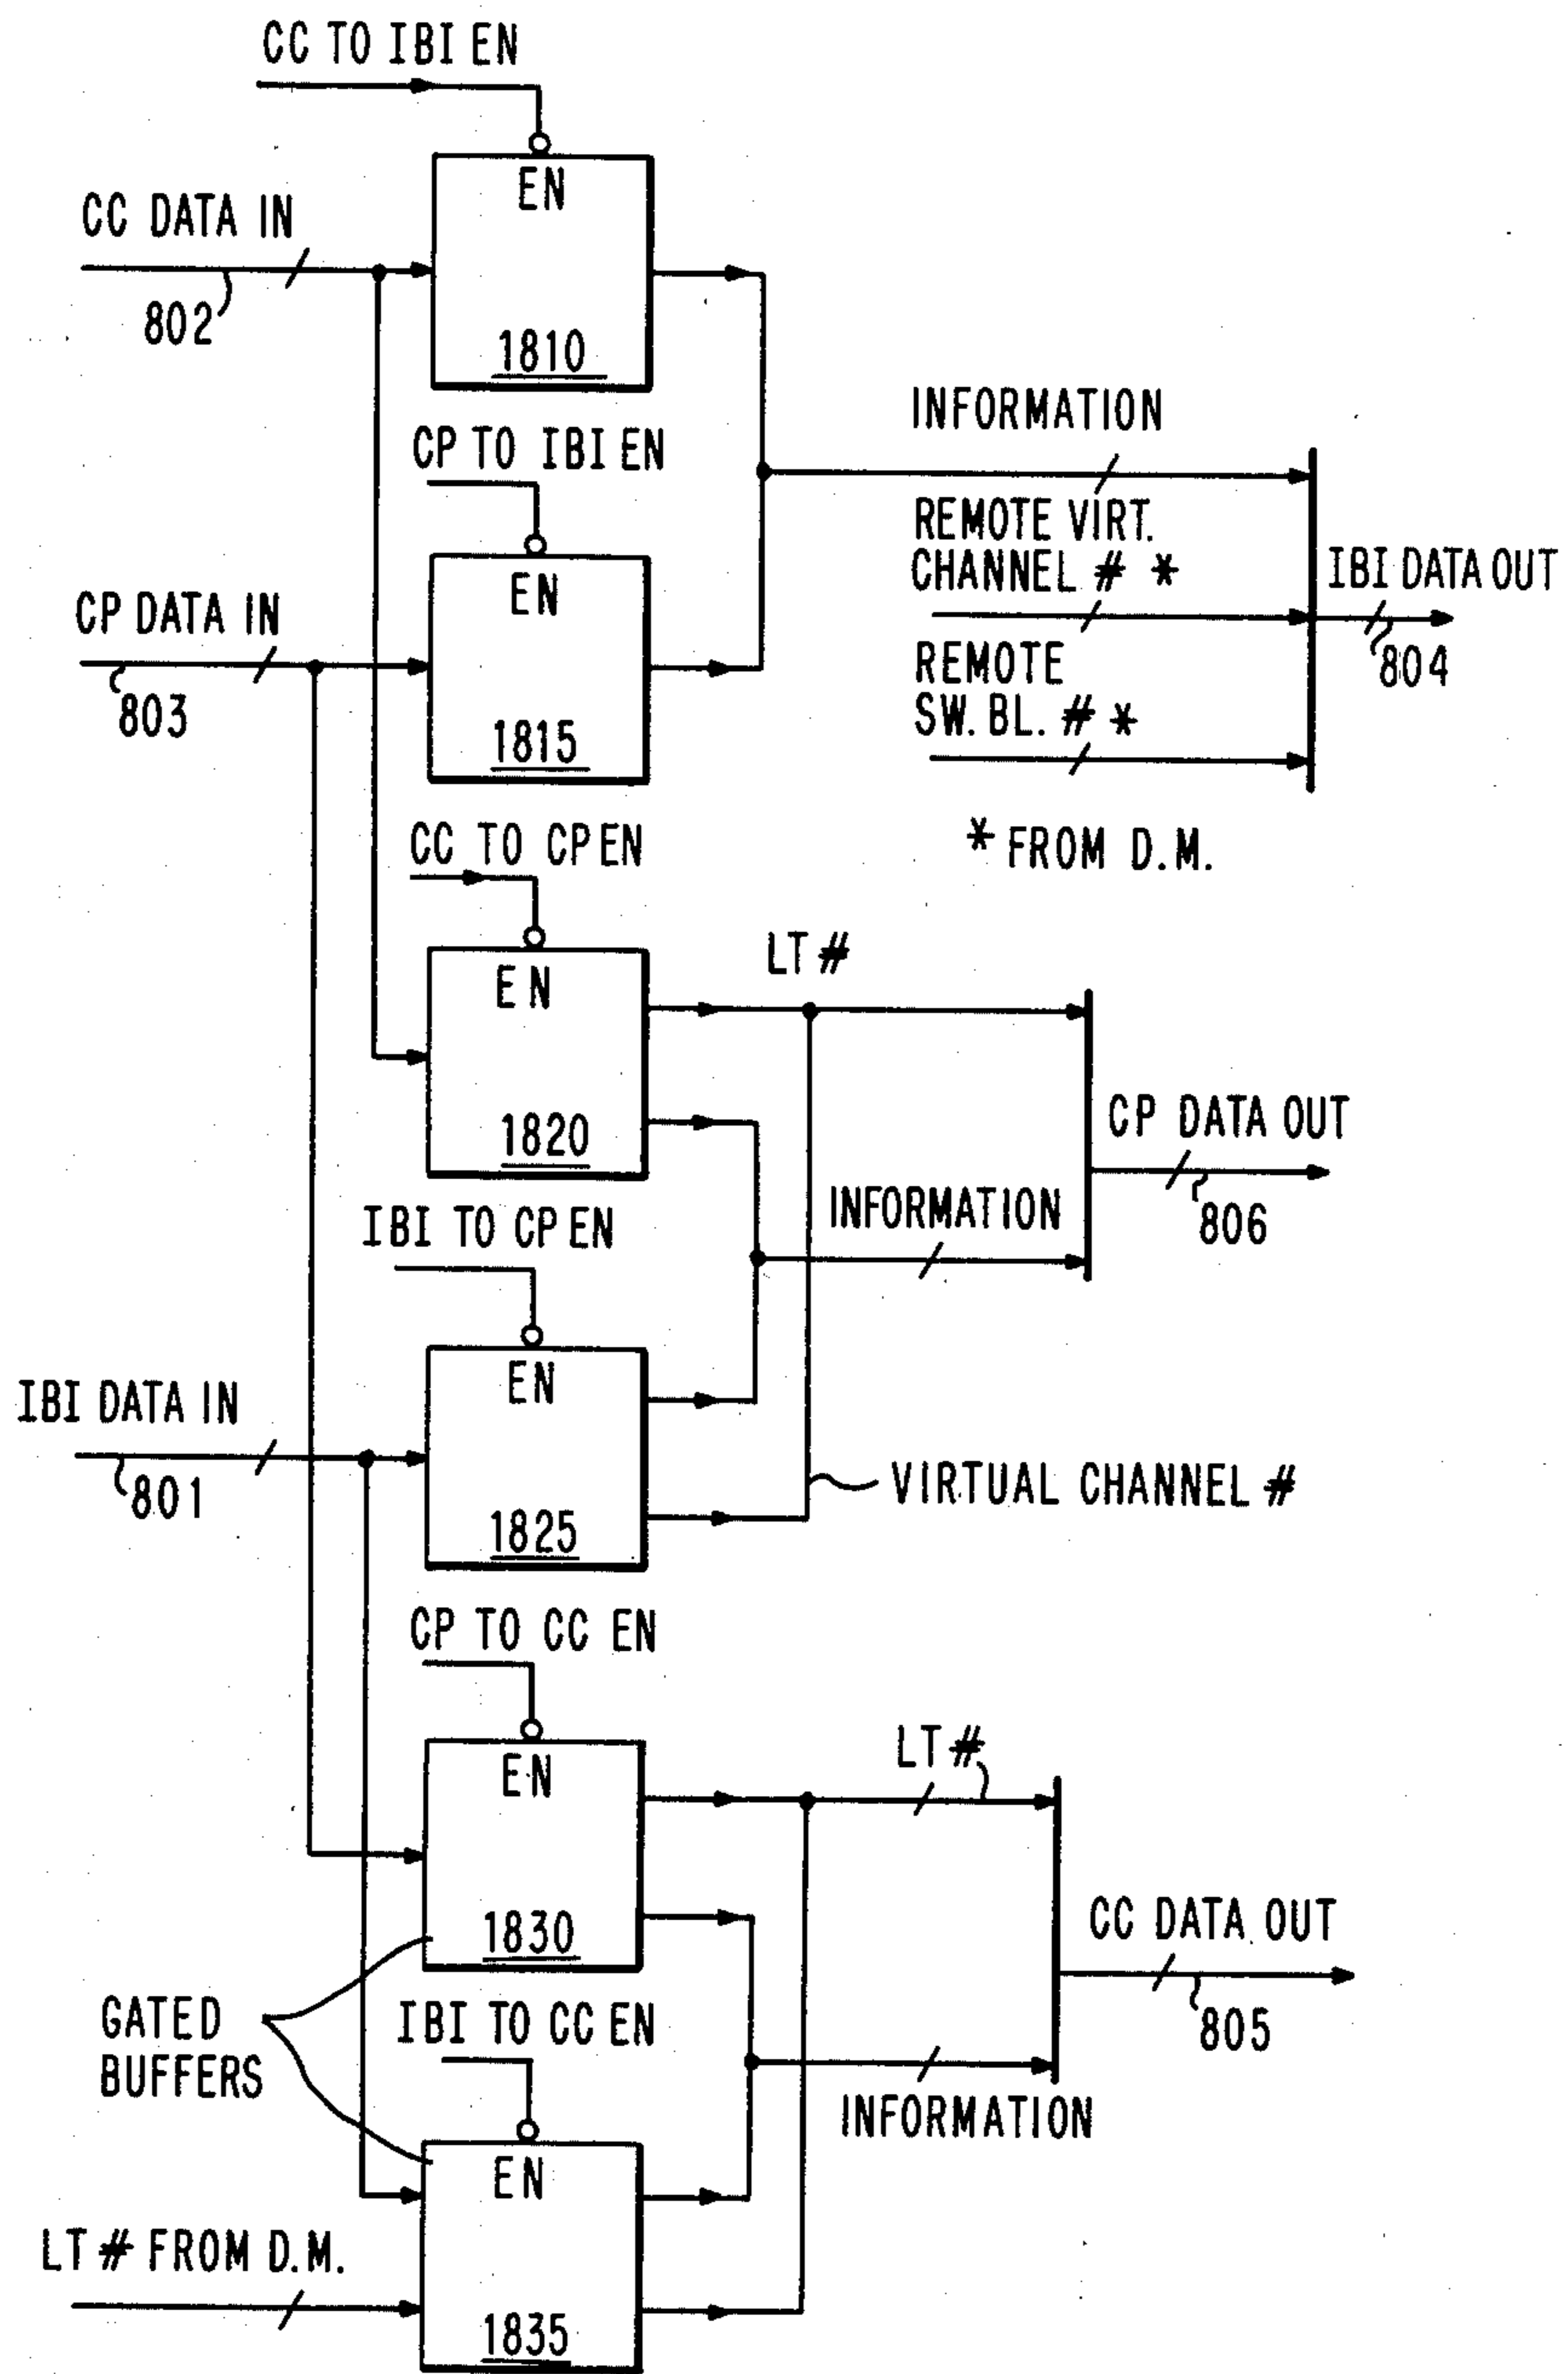 CC TO IBI EN
EN
CC DATA IN
802
1810
INFORMATION
CP TO IBI EN
REMOTE VIRT.
CHANNEL # *
IBI DATA OUT
EN
CP DATA IN
803
804
REMOTE
SW. BL. # *
1815
* FROM D.M.
CC TO CP EN
LT #
EN
1820
CP DATA OUT
806
INFORMATION
IBI TO CP EN
EN
IBI DATA IN
801
VIRTUAL CHANNEL #
1825
CP TO CC EN
LT #
EN
1830
CC DATA OUT
805
GATED
BUFFERS
IBI TO CC EN
INFORMATION
EN
LT # FROM D.M.
1835